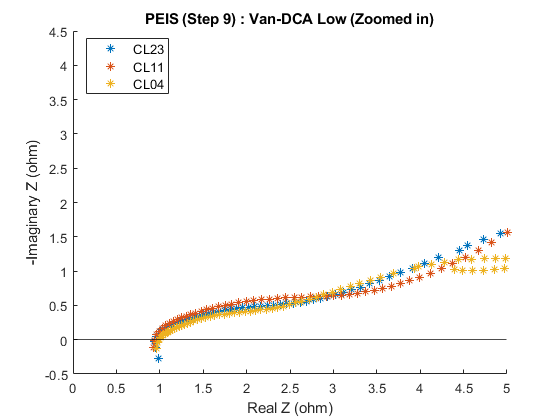 PEIS (Step 9) : Van-DCA Low (Zoomed in)
4.5
4
3.5
3
2.5
2
1.5
1
0.5
0
-0.5
CL23
CL11
CL04
-Imaginary Z (ohm)
0 0.5 1 1.5 2 2.5 3 3.5 4 4.5 5
Real Z (ohm)